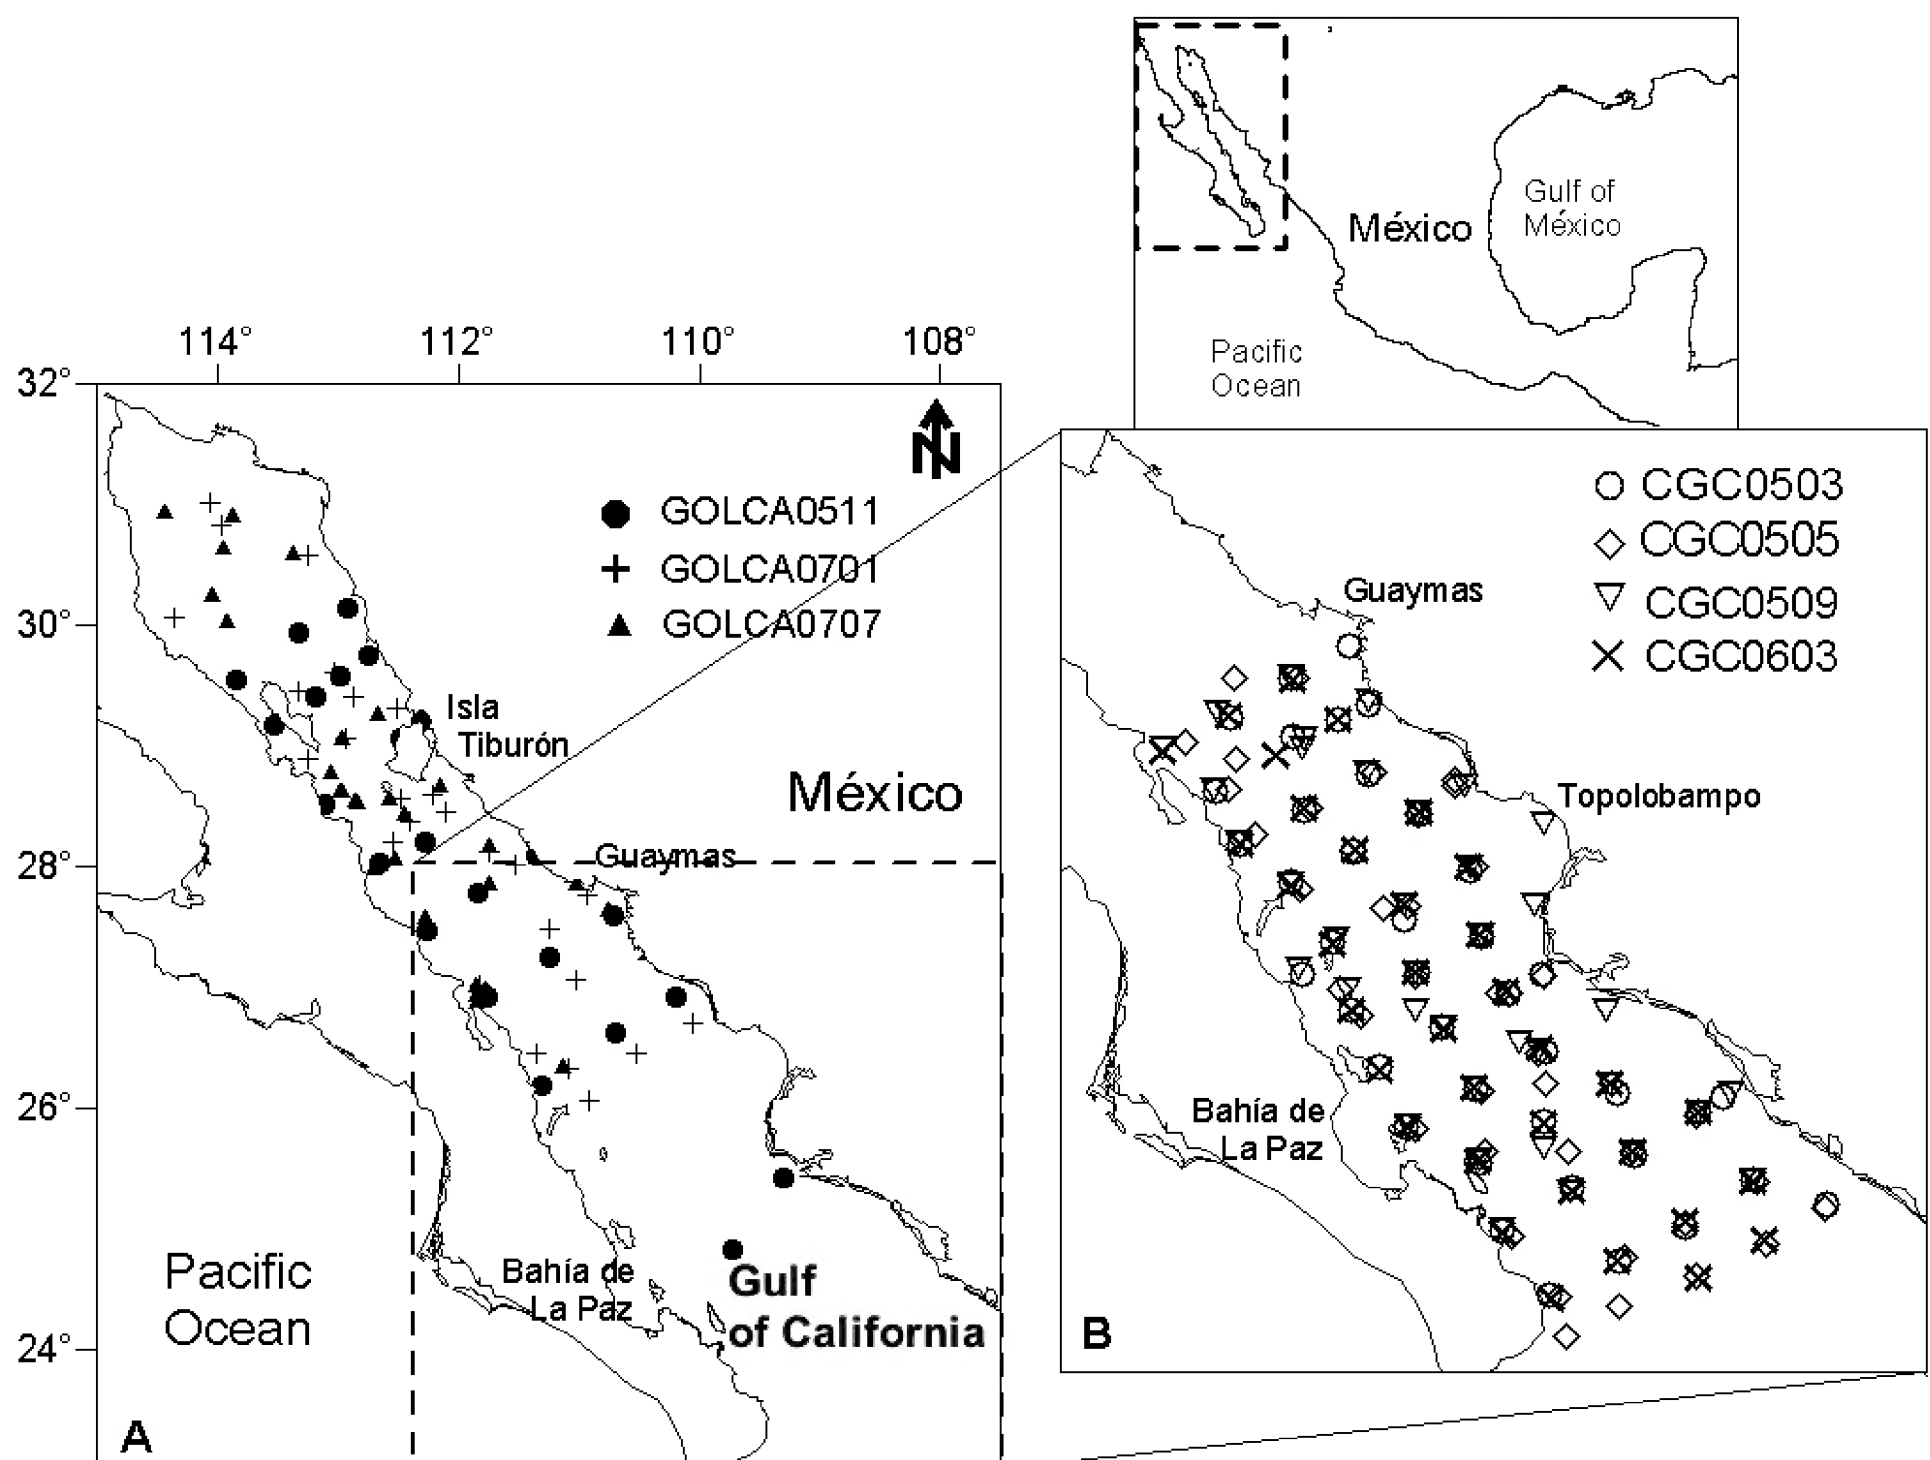 México
Gulf of
México
Pacific
Ocean
114° 112° 110° 108°
32°
30°
28°
26°
24°
N
GOLCA0511
GOLCA0701
GOLCA0707
Isla
Tiburón
México
Guaymas
Pacific
Ocean
Bahía de
La Paz
Gulf
of California
A
CGC0503
CGC0505
CGC0509
CGC0603
Guaymas
Topolobampo
Bahía de
La Paz
B